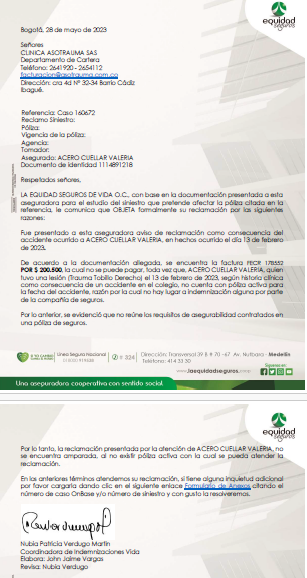 equidad
seguros
Bogotá, 28 de mayo de 2023
Señores
CLINICA ASOTRAUMA SAS
Departamento de Cartera
Teléfono: 2641920 - 2654112
facturacion@asotrauma.com.co
Dirección: cra 4d N° 32-34 Barrio Cádiz
Ibagué.
Referencia: Caso 160672
Reclamo Siniestro:
Póliza:
Vigencia de la póliza:
Agencia:
Tomador:
Asegurado: ACERO CUELLAR VALERIA
Documento de identidad 1114891218
Respetados señores,
LA EQUIDAD SEGUROS DE VIDA O.C., con base en la documentación presentada a esta
aseguradora para el estudio del siniestro que pretende afectar la póliza citada en la
referencia, le comunica que OBJETA formalmente su reclamación por las siguientes
razones:
Fue presentado a esta aseguradora aviso de reclamación como consecuencia del
accidente ocurrido a ACERO CUELLAR VALERIA, en hechos ocurrido el día 13 de febrero
de 2023.
De acuerdo a la documentación allegada, se encuentra la factura FECR 178552
POR $ 200.500, la cual no se puede pagar, toda vez que, ACERO CUELLAR VALERIA, quien
tuvo una lesión (Trauma Tobillo Derecho) el 13 de febrero de 2023, según historia clínica
como consecuencia de un accidente en el colegio, no cuenta con póliza activa para
la fecha del accidente, razón por la cual no hay lugar a indemnización alguna por parte
de la compañía de seguros.
Por lo anterior, se evidenció que no reúne los requisitos de asegurabilidad contratados en
una póliza de seguros.
Línea Seguro Nacional
018000 919538
# 324
Dirección: Transversal 39 B # 70 - 67 Av. Nutibara - Medellín
Teléfono: 414 33 30
www.laequidadseguros.coop
Síguenos en:
Una aseguradora cooperativa con sentido social
equidad
seguros
Por lo tanto, la reclamación presentada por la atención de ACERO CUELLAR VALERIA, no
se encuentra amparada, al no existir póliza activa con la cual se pueda atender la
reclamación.
En los anteriores términos atendemos su reclamación, si tiene alguna inquietud adicional
por favor cargarla dando clic en el siguiente enlace Formulario de Anexos citando el
número de caso OnBase y/o número de siniestro y con gusto la resolveremos.
Nubia Patricia Verdugo Martin
Coordinadora de Indemnizaciones Vida
Elabora: John Jaime Vargas
Revisa: Nubia Verdugo